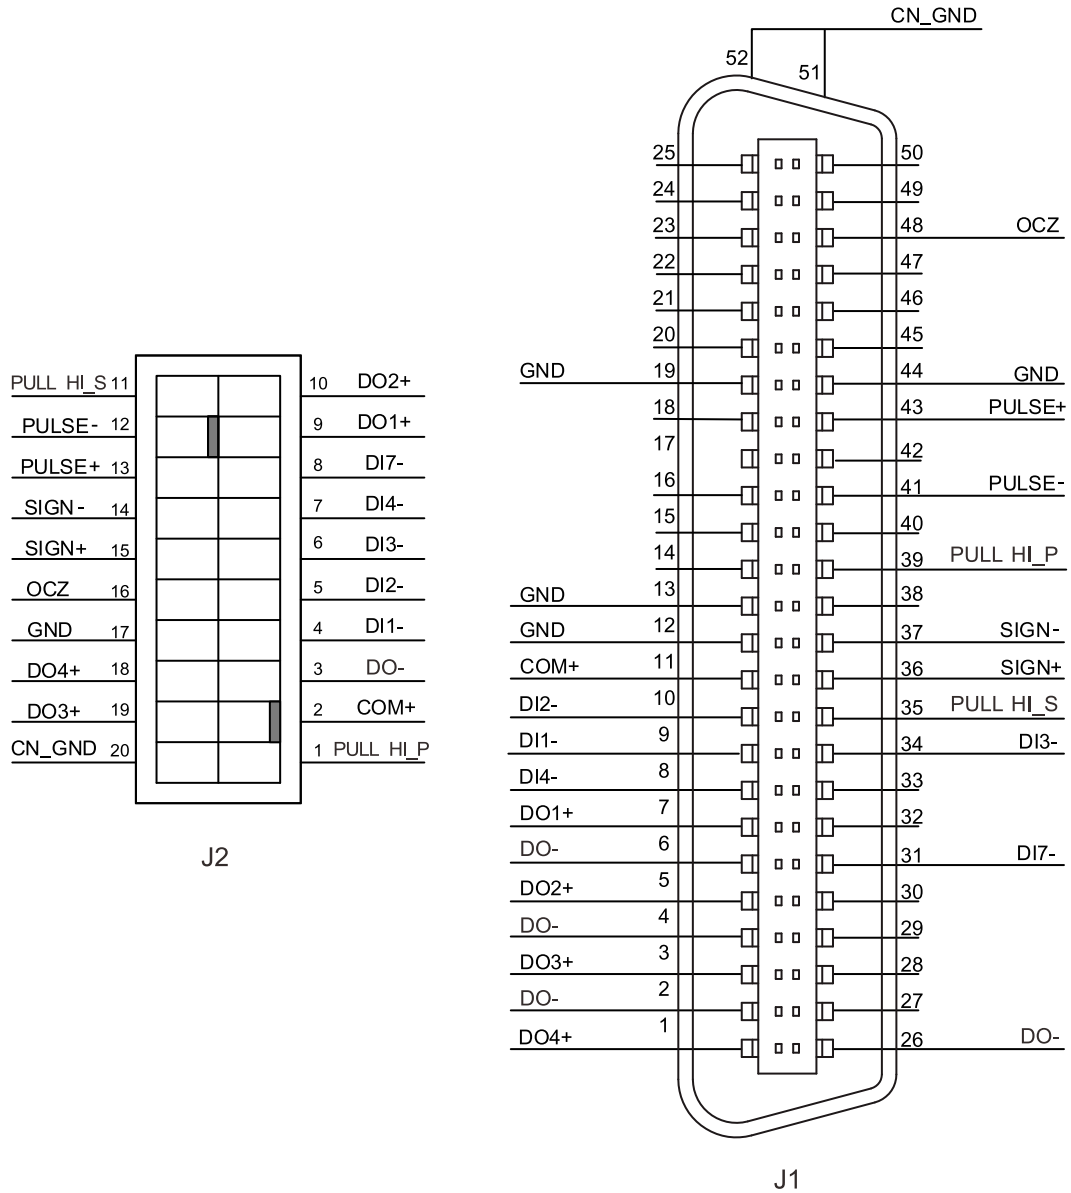 CN_GND
52
51
25 50
24 49
23 48 OCZ
22 47
21 46
20 45
GND 19 44 GND
18 43 PULSE+
17 42
16 41 PULSE-
15 40
14 39 PULL HI_P
GND 13 38
GND 12 37 SIGN-
COM+ 11 36 SIGN+
DI2- 10 35 PULL HI_S
DI1- 9 34 DI3-
DI4- 8 33
DO1+ 7 32
DO- 6 31 DI7-
DO2+ 5 30
DO- 4 29
DO3+ 3 28
DO- 2 27
DO4+ 1 26 DO-
J1
PULL HI_S 11 10 DO2+
PULSE- 12 9 DO1+
PULSE+ 13 8 DI7-
SIGN- 14 7 DI4-
SIGN+ 15 6 DI3-
OCZ 16 5 DI2-
GND 17 4 DI1-
DO4+ 18 3 DO-
DO3+ 19 2 COM+
CN_GND 20 1 PULL HI_P
J2